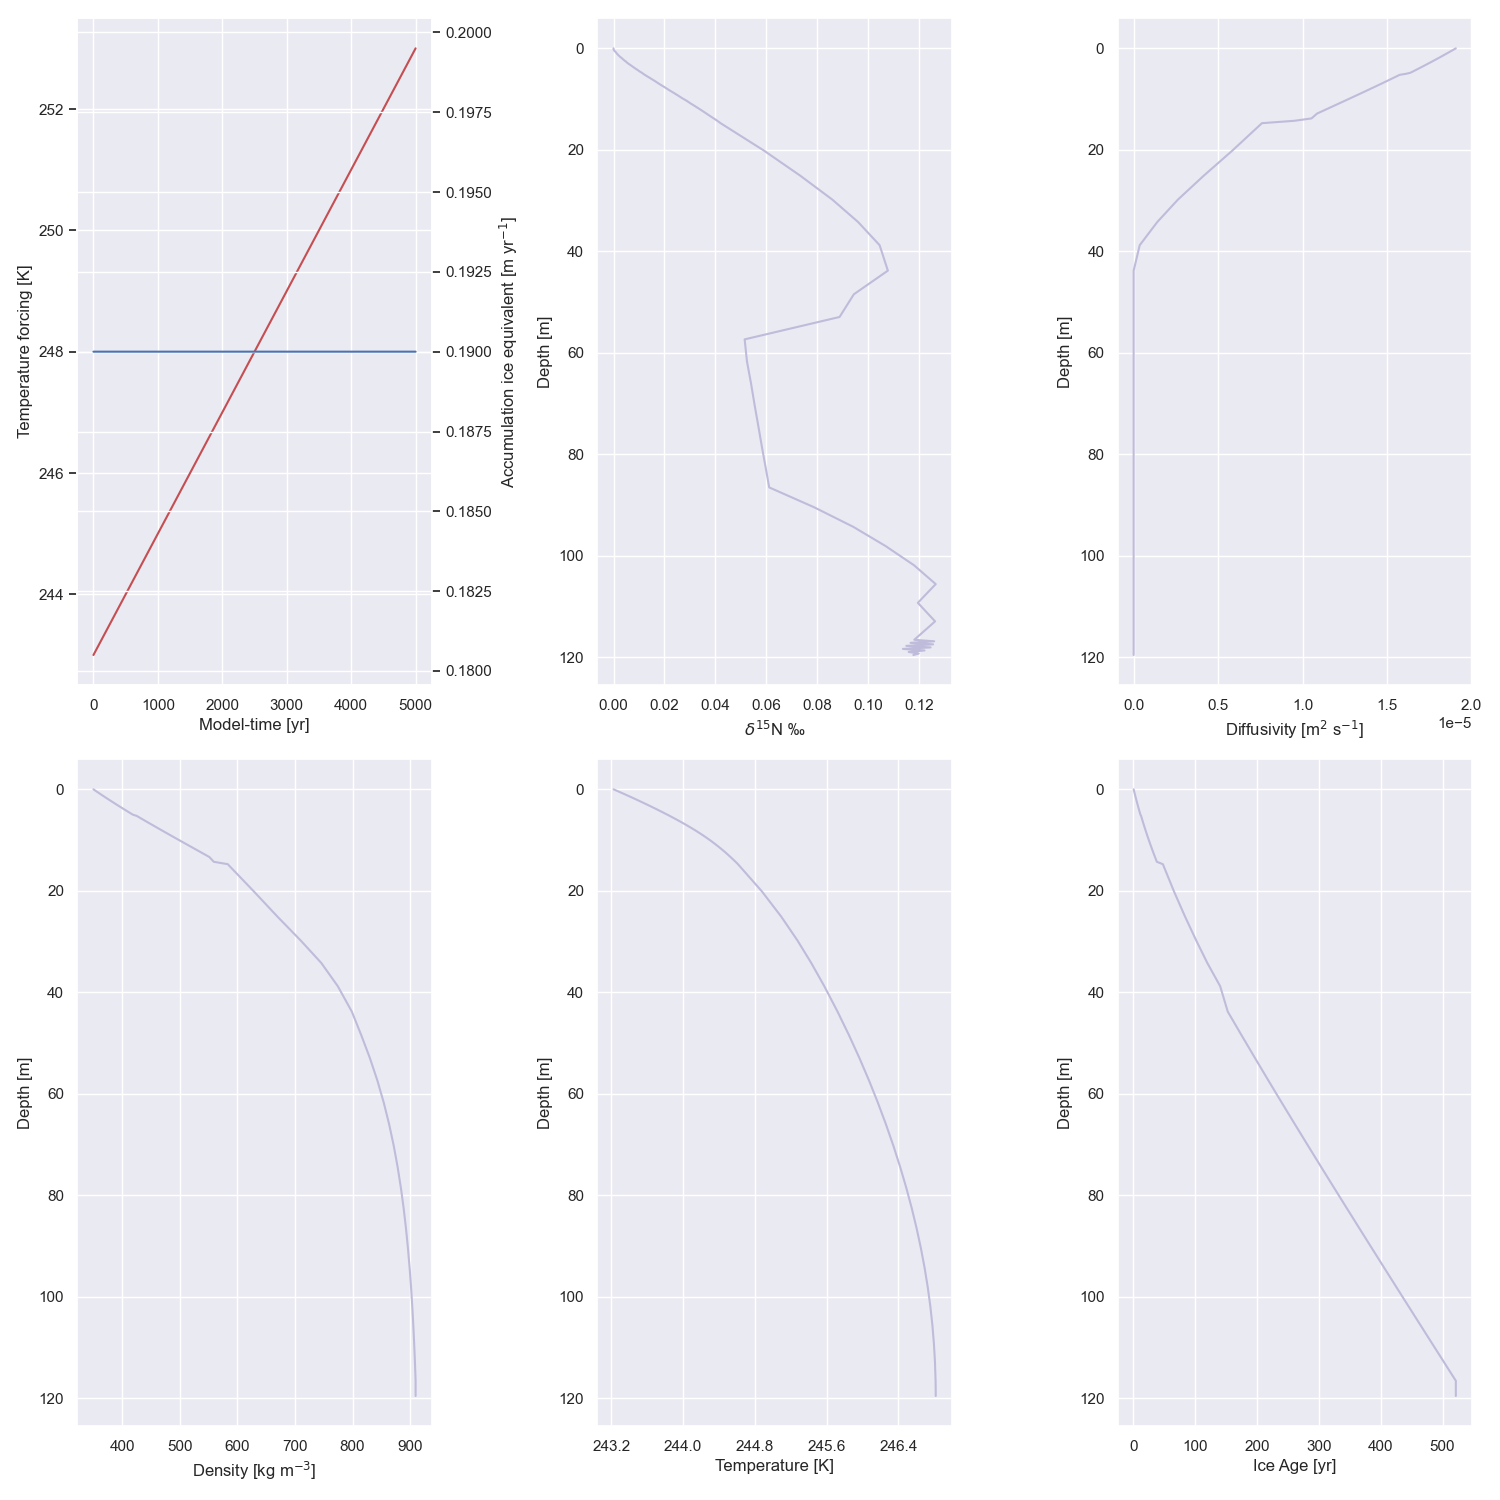 0.2000
0.1975
0.1950
0.1925
0.1900
0.1875
0.1850
0.1825
0.1800
252
250
248
246
244
Temperature forcing [K]
Accumulation ice equivalent [m yr⁻¹]
0 1000 2000 3000 4000 5000
Model-time [yr]
0
20
40
60
80
100
120
Depth [m]
0.00 0.02 0.04 0.06 0.08 0.10 0.12
δ¹⁵N ‰
0
20
40
60
80
100
120
Depth [m]
0.0 0.5 1.0 1.5 2.0
1e−5
Diffusivity [m² s⁻¹]
0
20
40
60
80
100
120
Depth [m]
400 500 600 700 800 900
Density [kg m⁻³]
0
20
40
60
80
100
120
Depth [m]
243.2 244.0 244.8 245.6 246.4
Temperature [K]
0
20
40
60
80
100
120
Depth [m]
0 100 200 300 400 500
Ice Age [yr]